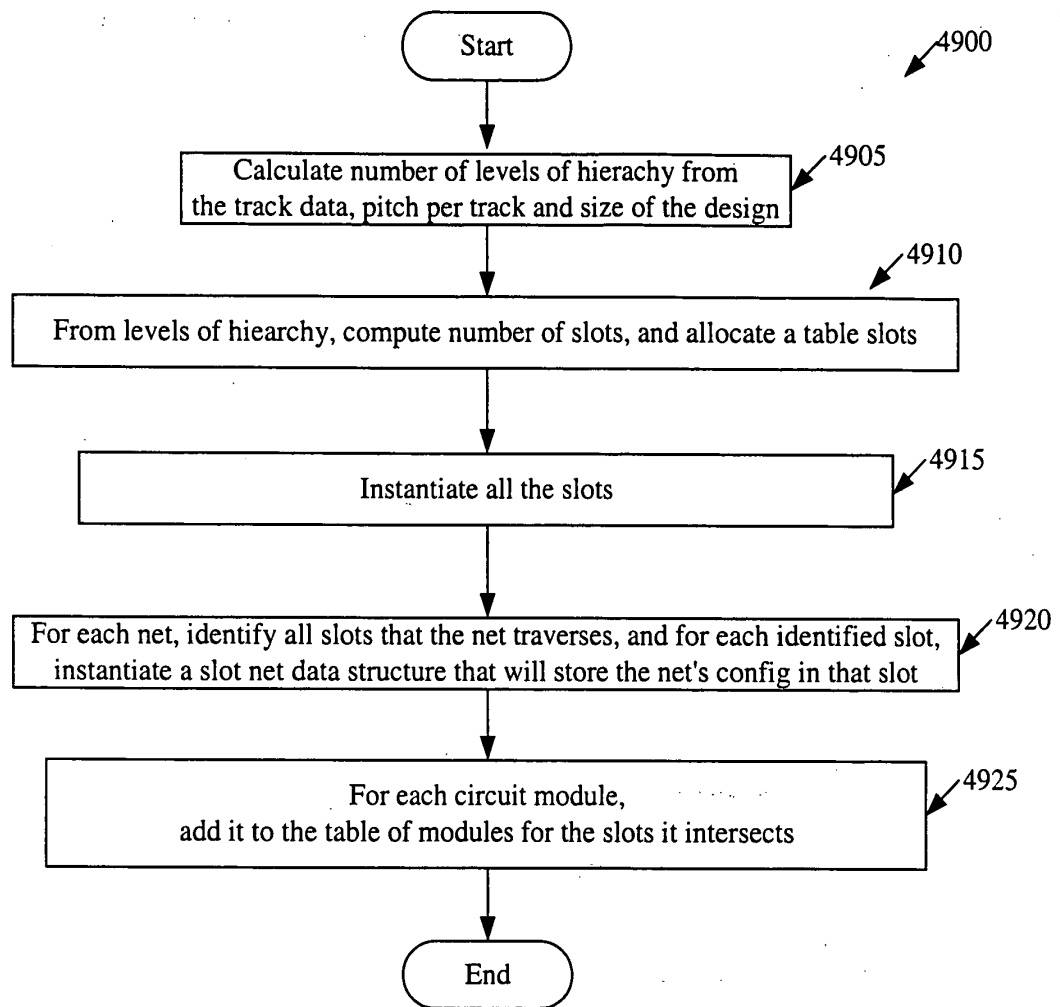 Start
4900
4905
Calculate number of levels of hierachy from
the track data, pitch per track and size of the design
4910
From levels of hiearchy, compute number of slots, and allocate a table slots
4915
Instantiate all the slots
4920
For each net, identify all slots that the net traverses, and for each identified slot,
instantiate a slot net data structure that will store the net's config in that slot
4925
For each circuit module,
add it to the table of modules for the slots it intersects
End